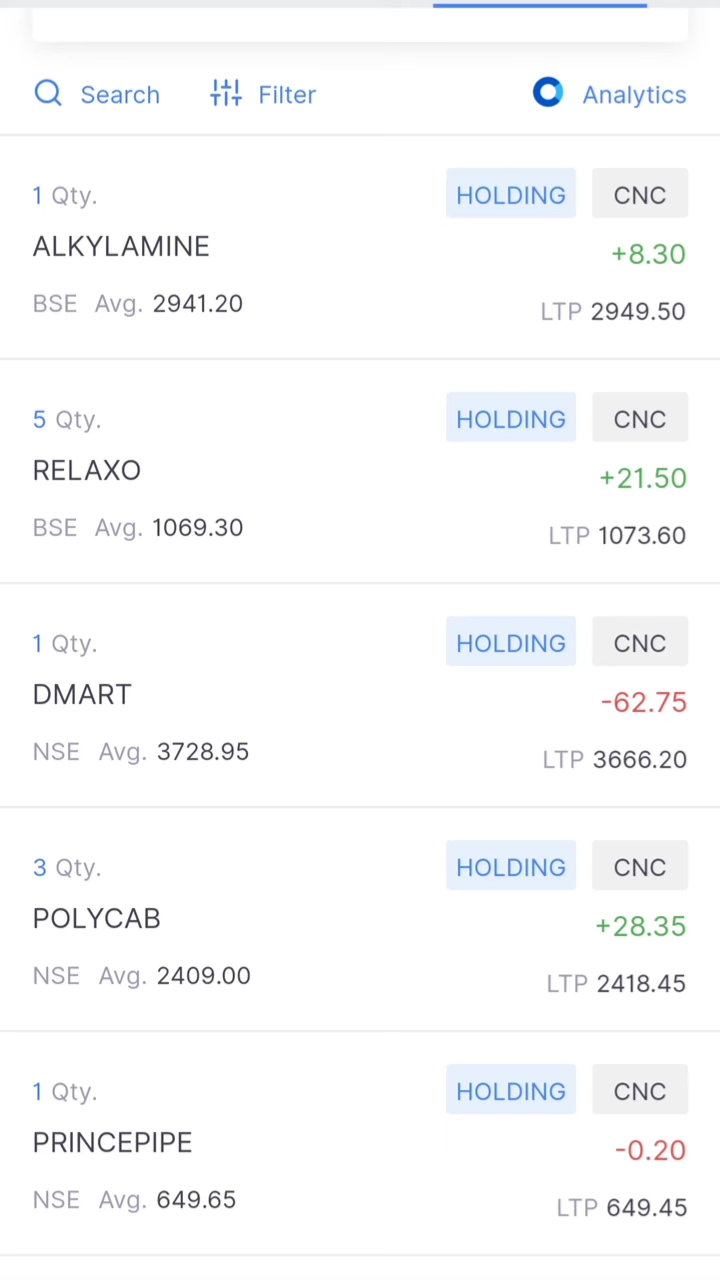 Search Filter Analytics
1 Qty. HOLDING CNC
ALKYLAMINE +8.30
BSE Avg. 2941.20 LTP 2949.50
5 Qty. HOLDING CNC
RELAXO +21.50
BSE Avg. 1069.30 LTP 1073.60
1 Qty. HOLDING CNC
DMART -62.75
NSE Avg. 3728.95 LTP 3666.20
3 Qty. HOLDING CNC
POLYCAB +28.35
NSE Avg. 2409.00 LTP 2418.45
1 Qty. HOLDING CNC
PRINCEPIPE -0.20
NSE Avg. 649.65 LTP 649.45